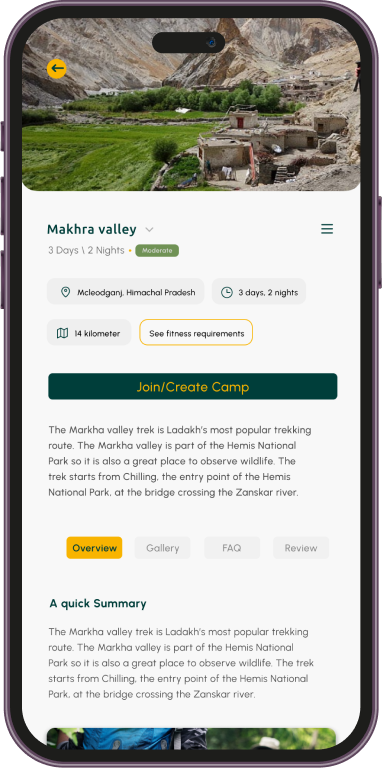 Makhra valley
3 Days \ 2 Nights • Moderate
Mcleodganj, Himachal Pradesh
3 days, 2 nights
14 kilometer
See fitness requirements
Join/Create Camp
The Markha valley trek is Ladakh's most popular trekking
route. The Markha valley is part of the Hemis National
Park so it is also a great place to observe wildlife. The
trek starts from Chilling, the entry point of the Hemis
National Park, at the bridge crossing the Zanskar river.
Overview Gallery FAQ Review
A quick Summary
The Markha valley trek is Ladakh's most popular trekking
route. The Markha valley is part of the Hemis National
Park so it is also a great place to observe wildlife. The trek
starts from Chilling, the entry point of the Hemis National
Park, at the bridge crossing the Zanskar river.